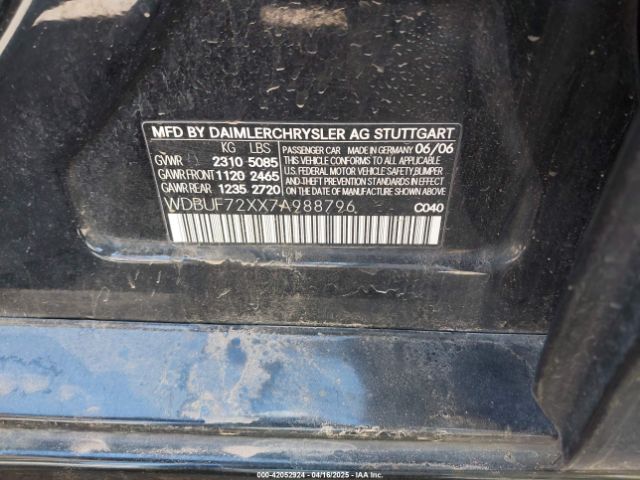 MFD BY DAIMLERCHRYSLER AG STUTTGART
KG LBS
GVWR 2310 5085
GAWR FRONT 1120 2465
GAWR REAR 1235 2720
PASSENGER CAR MADE IN GERMANY 06/06
THIS VEHICLE CONFORMS TO ALL APPLICABLE
U.S. FEDERAL MOTOR VEHICLE SAFETY,BUMPER
AND THEFT PREVENTION STANDARDS IN EFFECT
ON THE DATE OF MANUFACTURE SHOWN ABOVE.
WDBUF72XX7A988796 C040
000-42052924 - 04/16/2025 - IAA Inc.